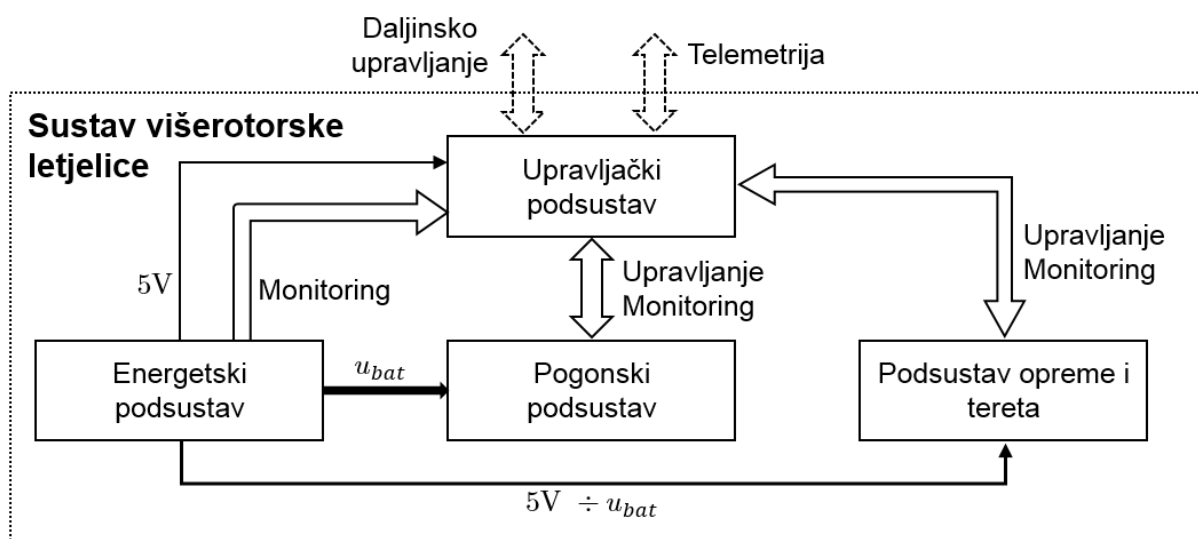 Daljinsko
upravljanje
Telemetrija
Sustav višerotorske
letjelice
Upravljački
podsustav
5V
Monitoring
Upravljanje
Monitoring
Upravljanje
Monitoring
Energetski
podsustav
u_bat
Pogonski
podsustav
Podsustav opreme i
tereta
5V ÷ u_bat